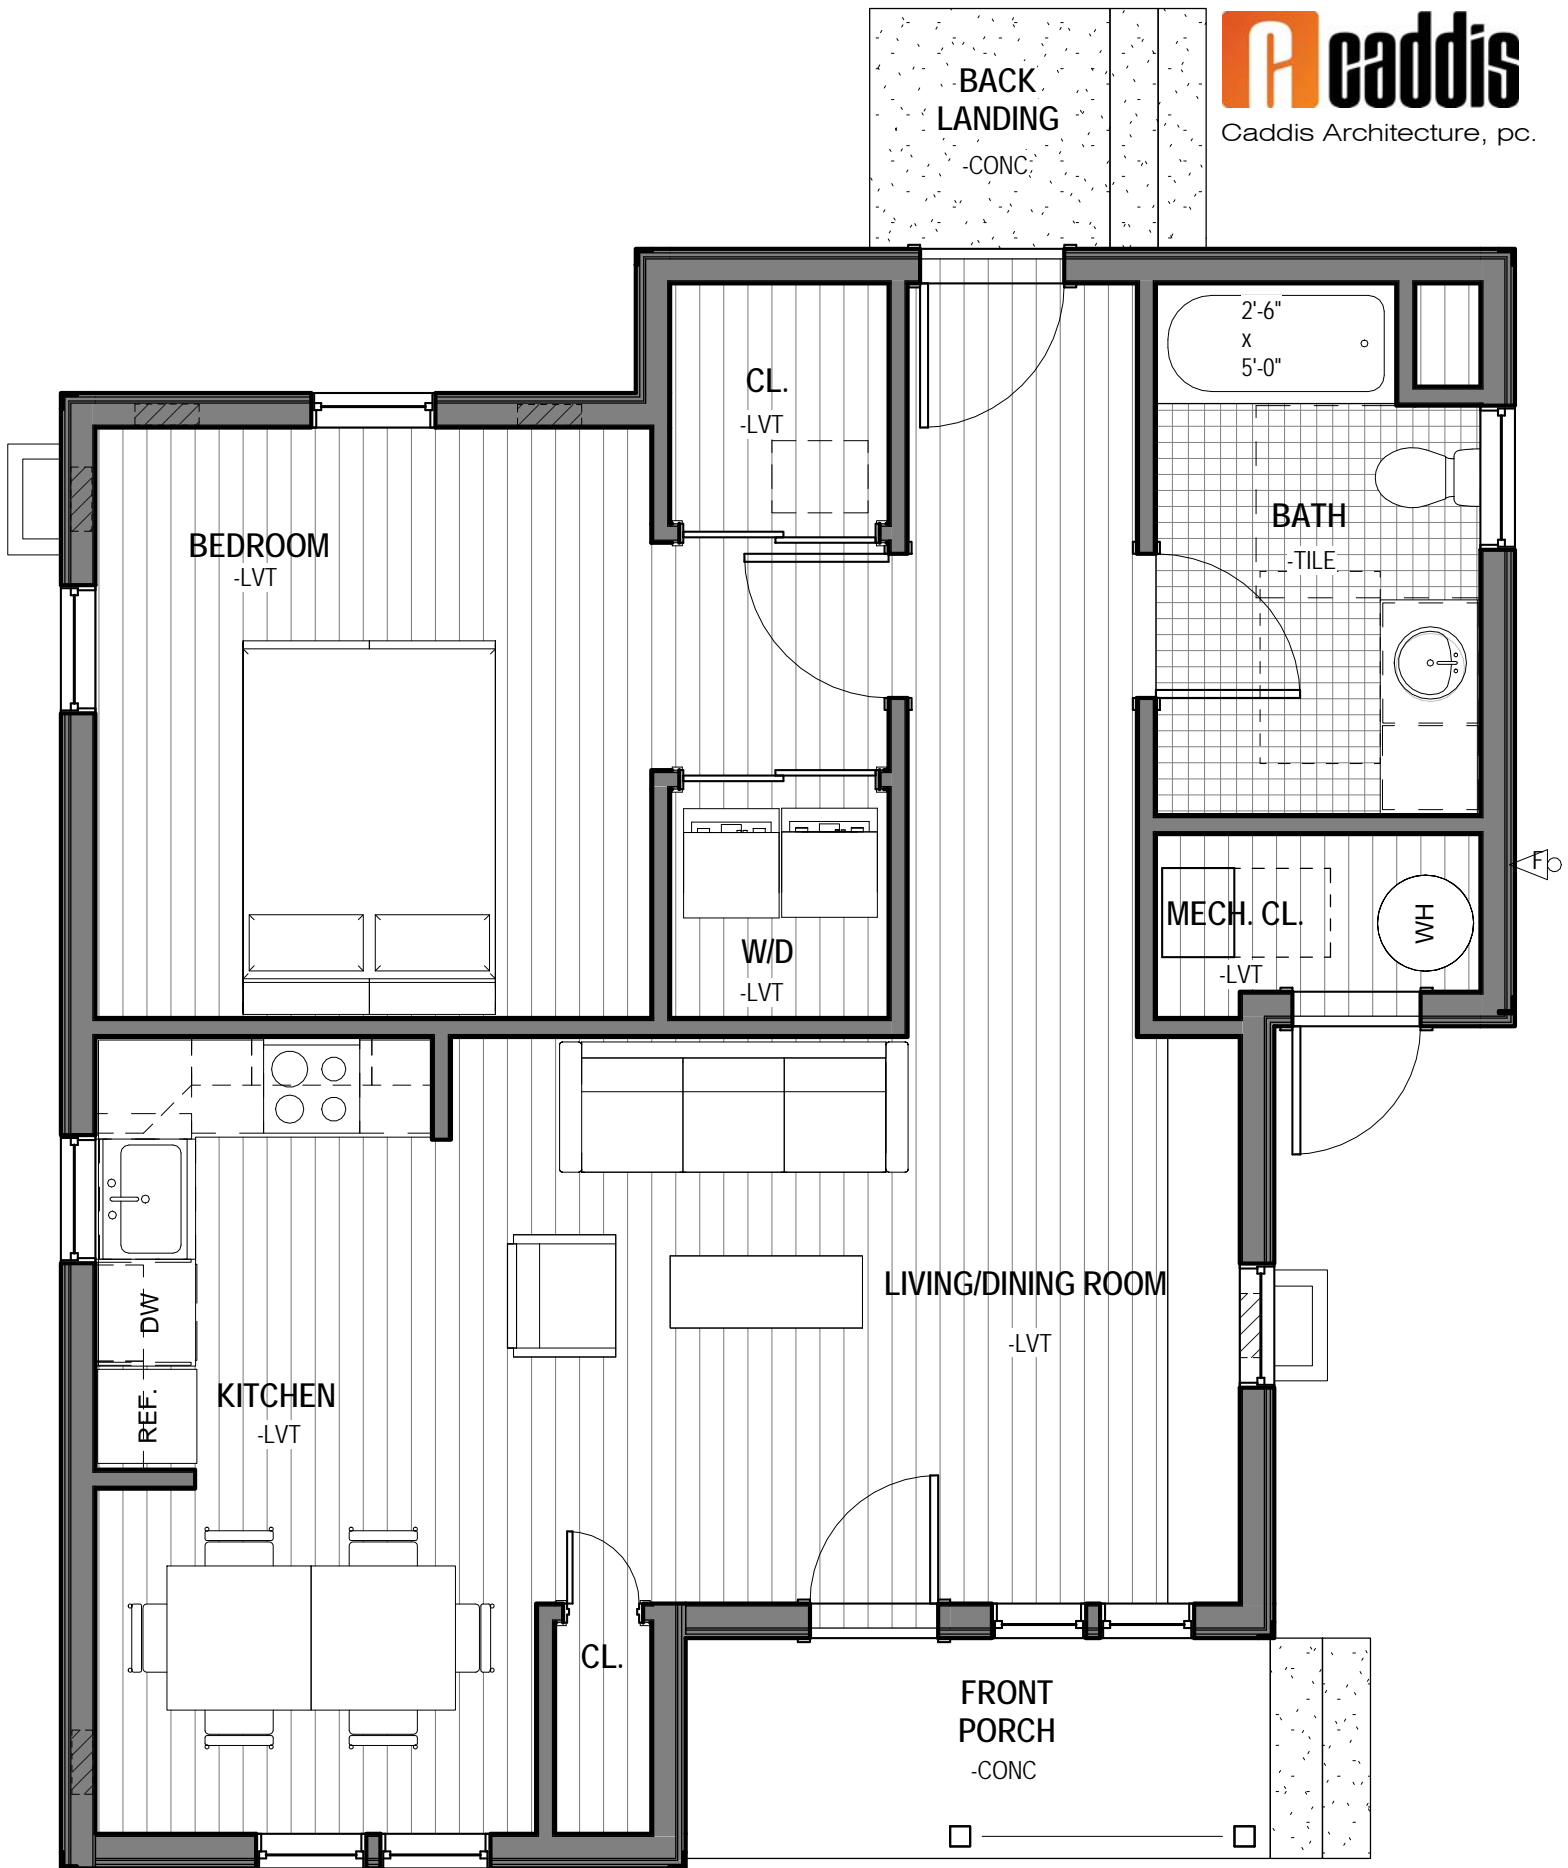 caddis
Caddis Architecture, pc.
BACK
LANDING
-CONC
2'-6"
x
5'-0"
CL.
-LVT
BATH
-TILE
BEDROOM
-LVT
F
MECH. CL.
-LVT
WH
W/D
-LVT
LIVING/DINING ROOM
-LVT
DW
REF.
KITCHEN
-LVT
CL.
FRONT
PORCH
-CONC